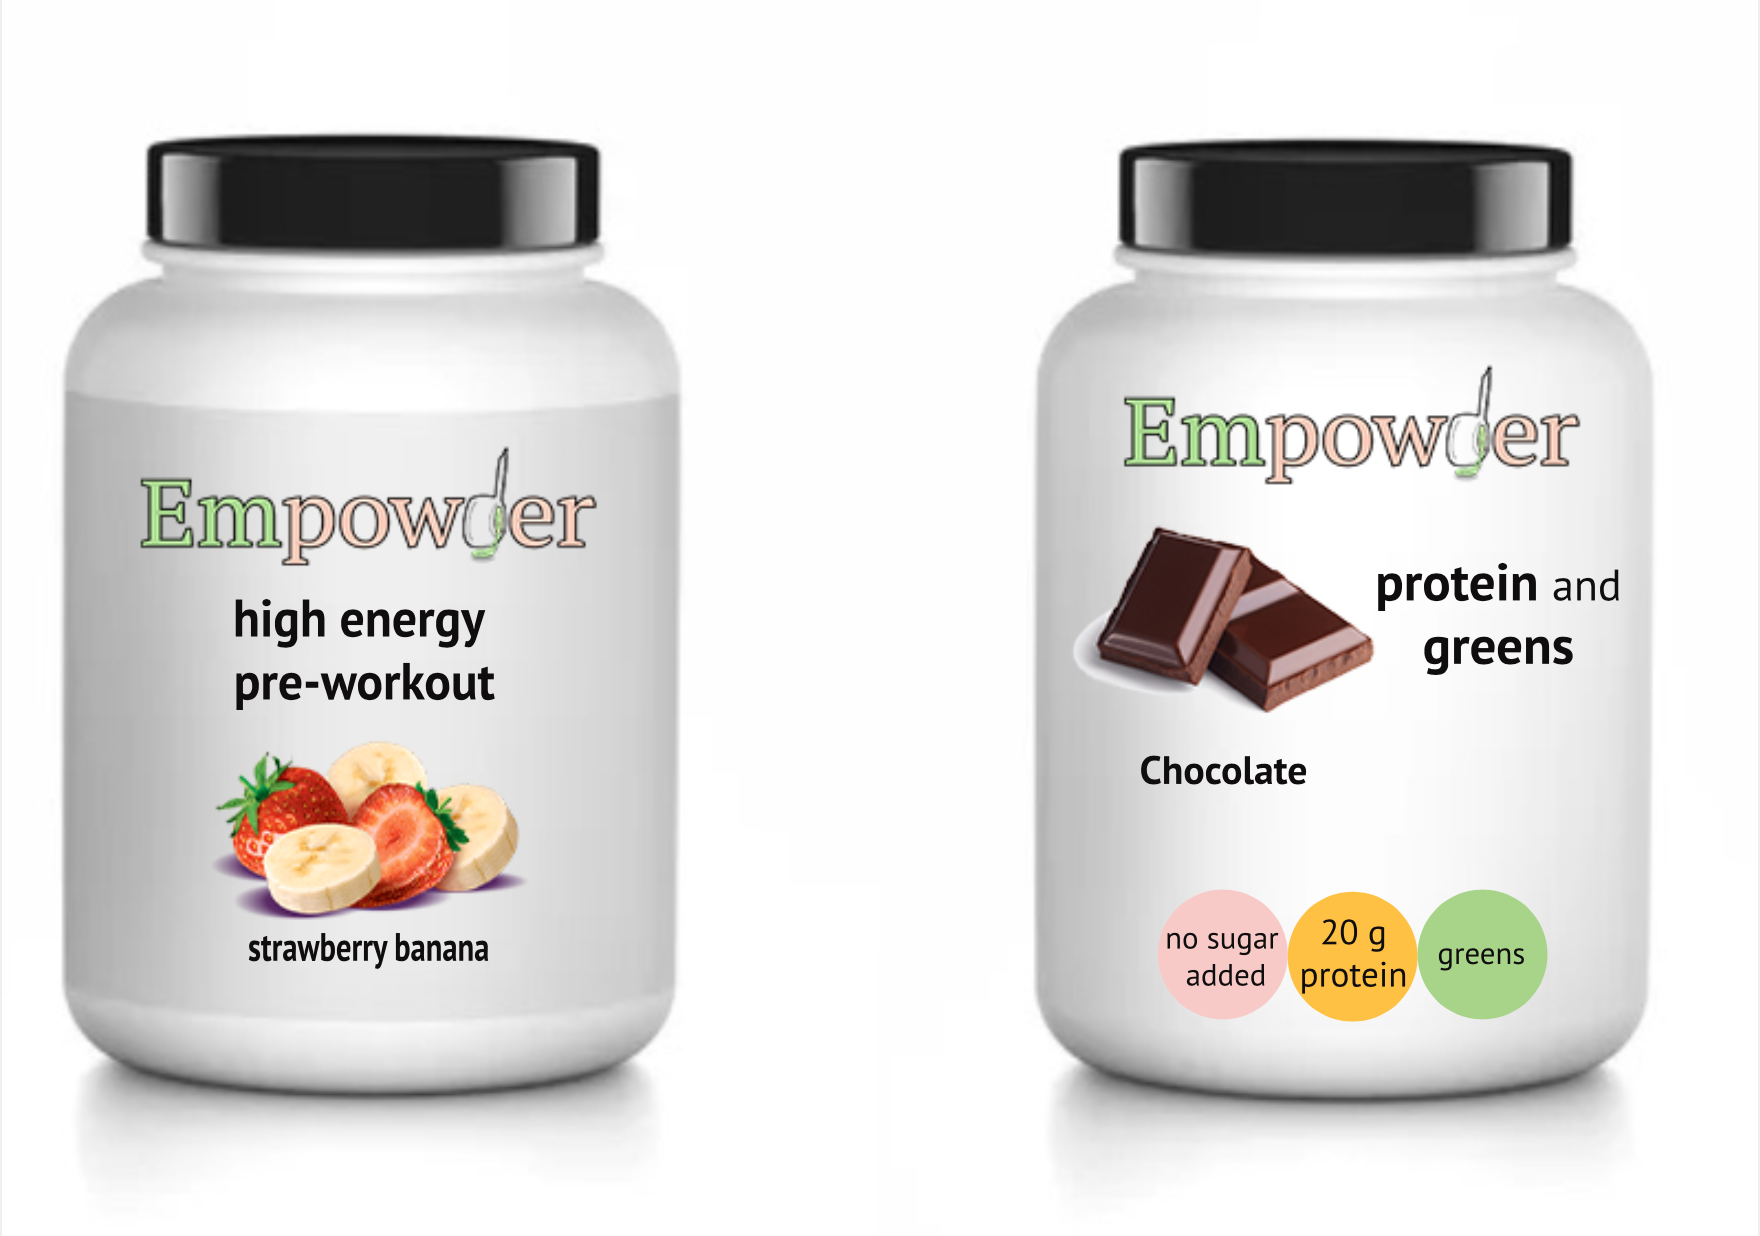 Empowder
high energy
pre-workout
strawberry banana
Empowder
protein and
greens
Chocolate
no sugar
added
20 g
protein
greens